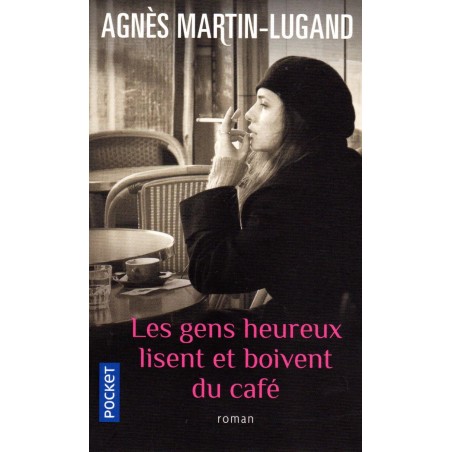 AGNÈS MARTIN-LUGAND
Les gens heureux
lisent et boivent
du café
roman
POCKET